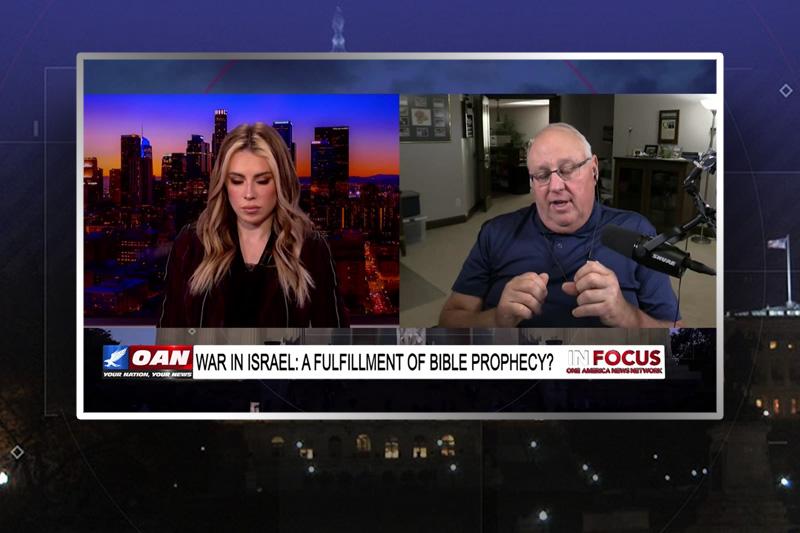 SHURE
OAN
YOUR NATION, YOUR NEWS
WAR IN ISRAEL: A FULFILLMENT OF BIBLE PROPHECY?
IN FOCUS
ONE AMERICA NEWS NETWORK